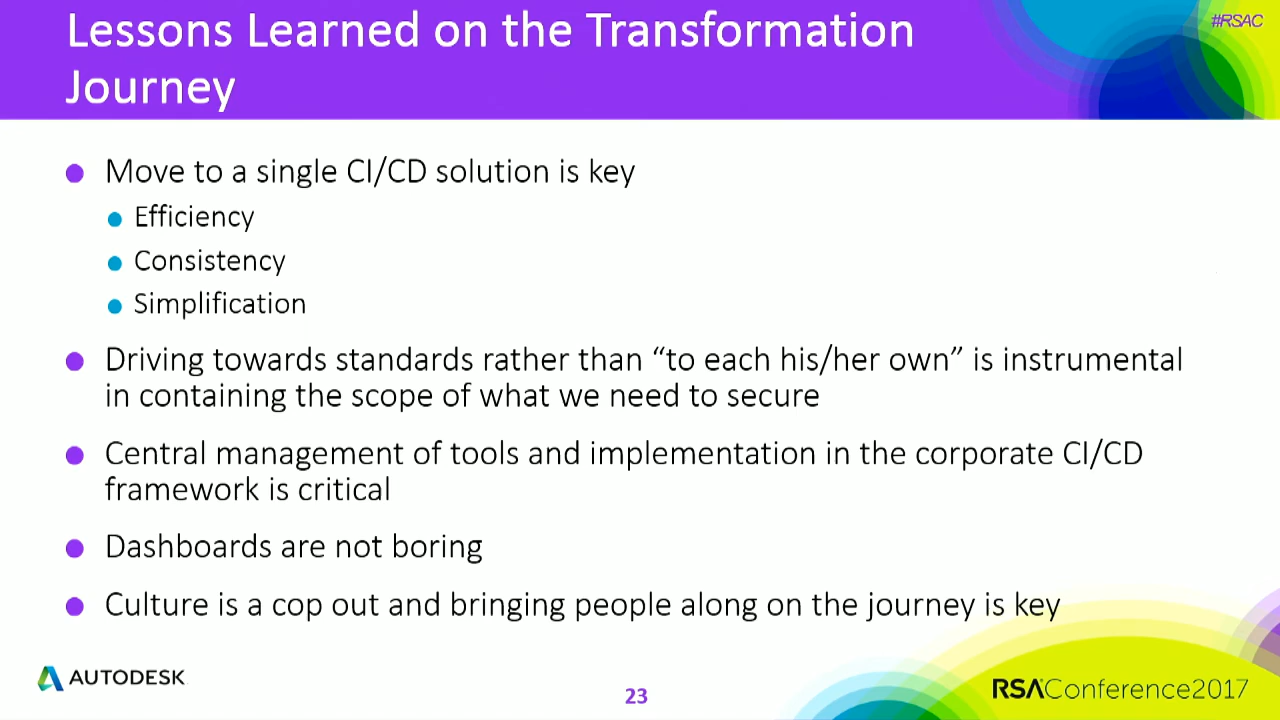 Lessons Learned on the Transformation
Journey
#RSAC
Move to a single CI/CD solution is key
Efficiency
Consistency
Simplification
Driving towards standards rather than “to each his/her own” is instrumental
in containing the scope of what we need to secure
Central management of tools and implementation in the corporate CI/CD
framework is critical
Dashboards are not boring
Culture is a cop out and bringing people along on the journey is key
AUTODESK
23
RSAConference2017